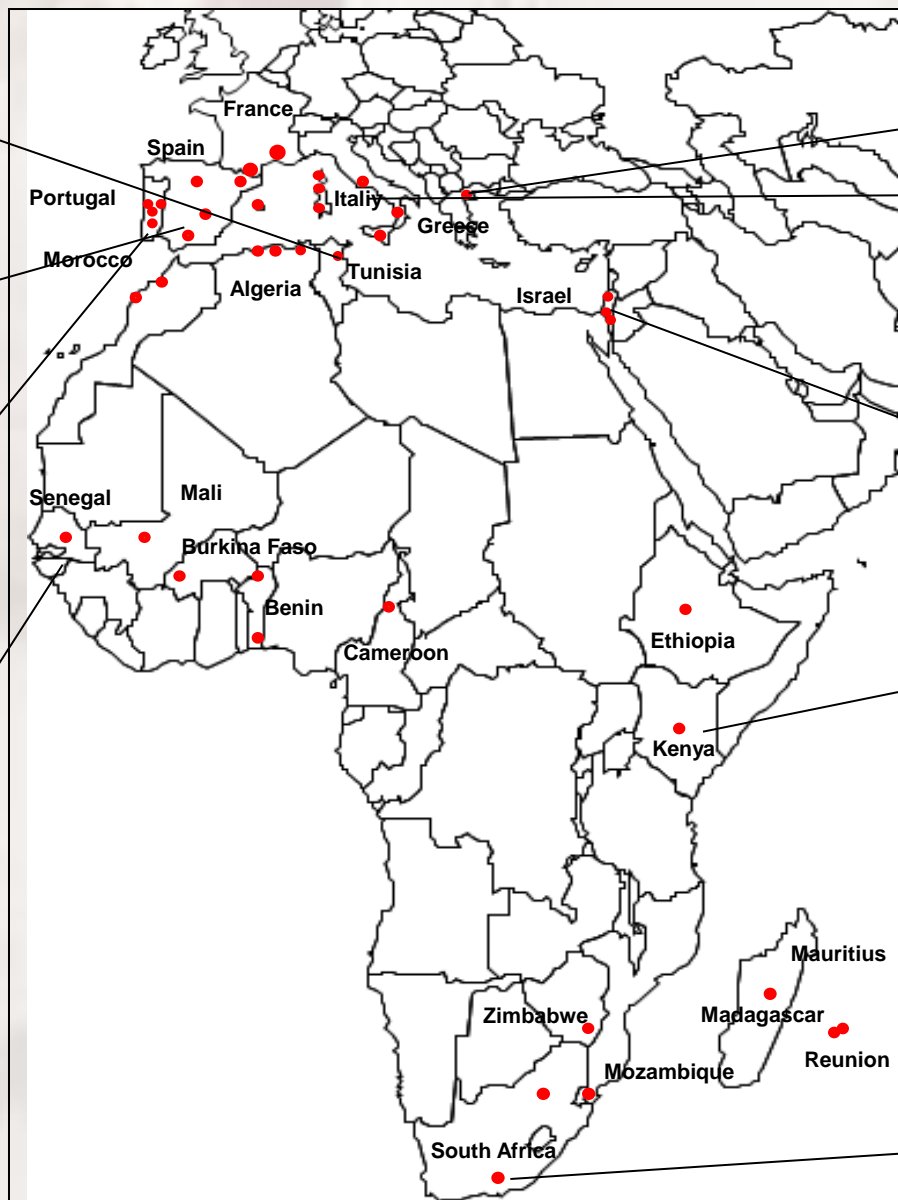 France
Spain
Portugal
Italiy
Greece
Morocco
Tunisia
Algeria
Israel
Senegal
Mali
Burkina Faso
Benin
Cameroon
Ethiopia
Kenya
Mauritius
Zimbabwe
Madagascar
Reunion
Mozambique
South Africa